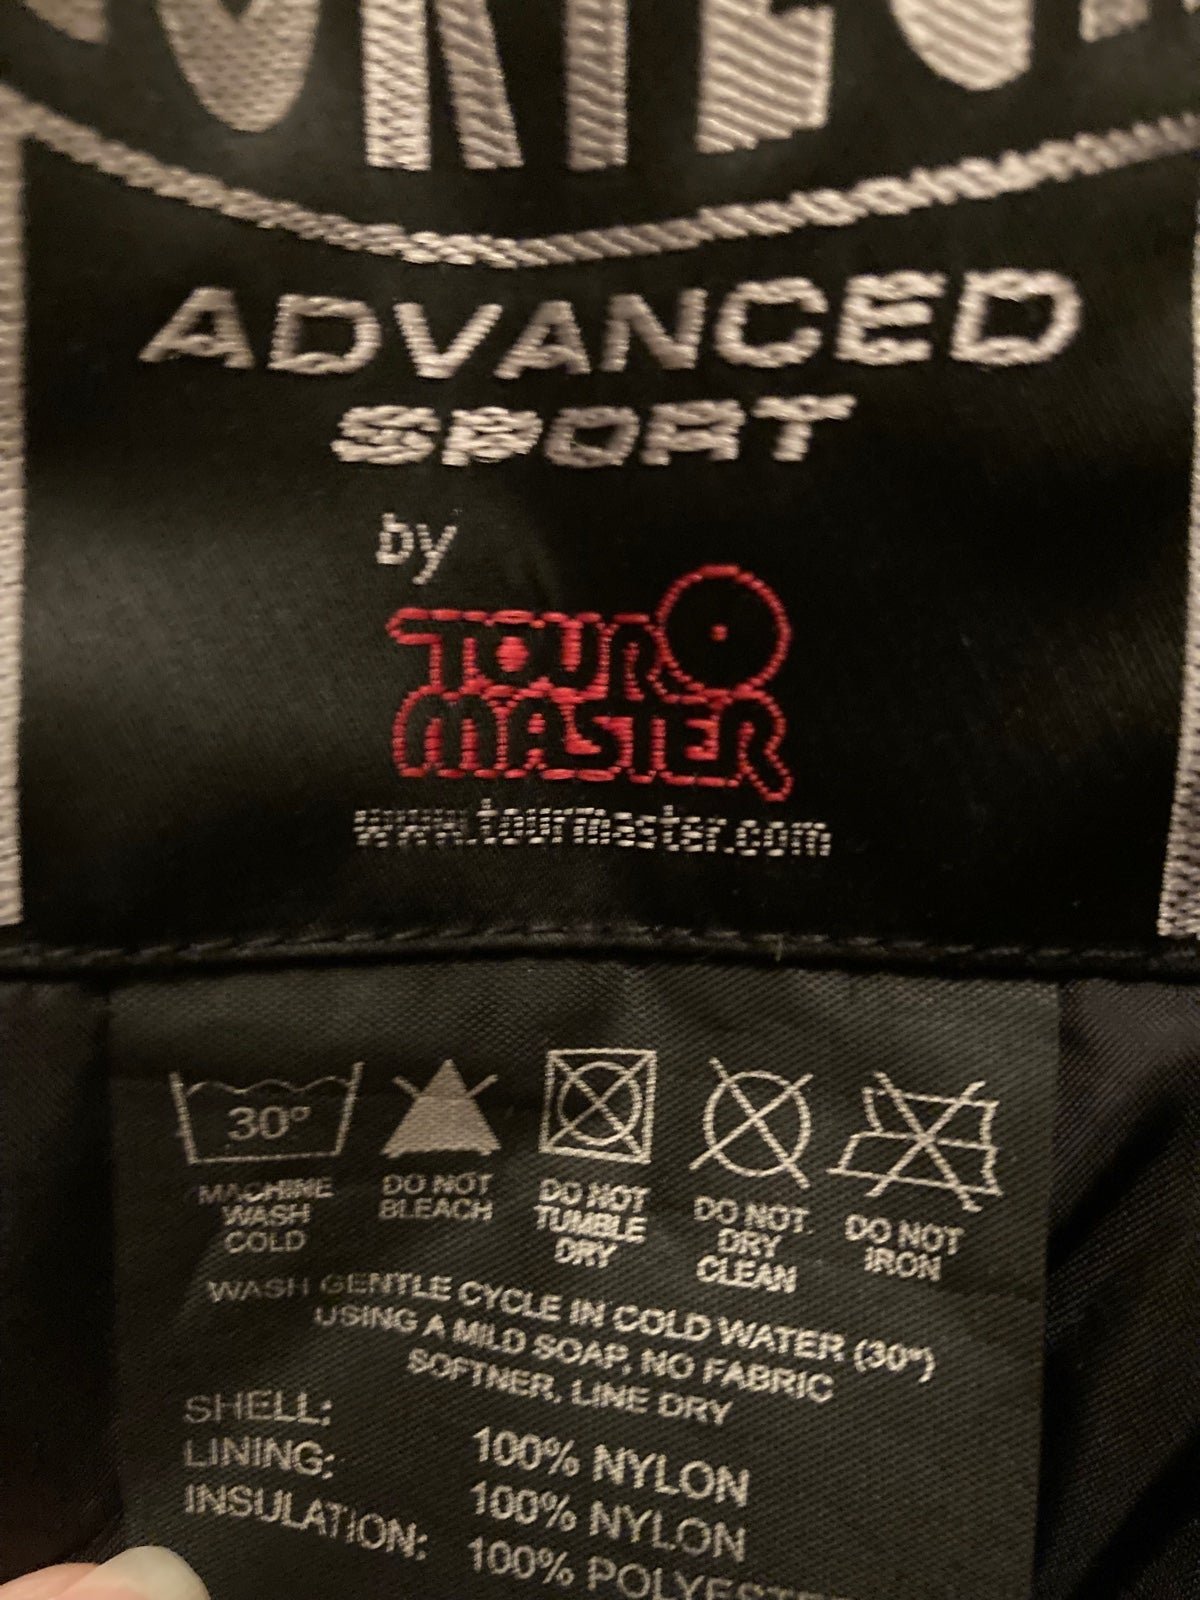 ADVANCED
SPORT
by
TOUR
MASTER
www.tourmaster.com
30°
MACHINE
WASH
COLD
DO NOT
BLEACH
DO NOT
TUMBLE
DRY
DO NOT
DRY
CLEAN
DO NOT
IRON
WASH GENTLE CYCLE IN COLD WATER (30°)
USING A MILD SOAP, NO FABRIC
SOFTNER, LINE DRY
SHELL: 100% NYLON
LINING: 100% NYLON
INSULATION: 100%